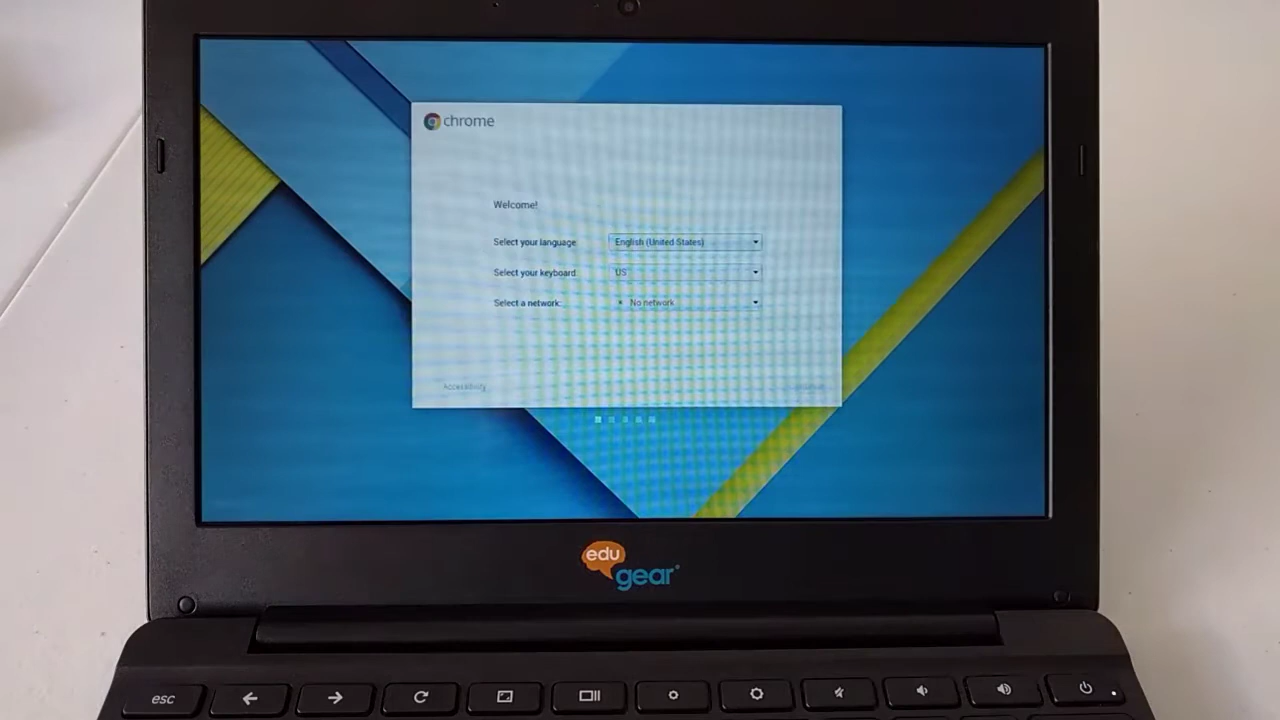 chrome
Welcome!
Select your language English (United States)
Select your keyboard US
Select a network: No network
Accessibility
edu
gear
esc